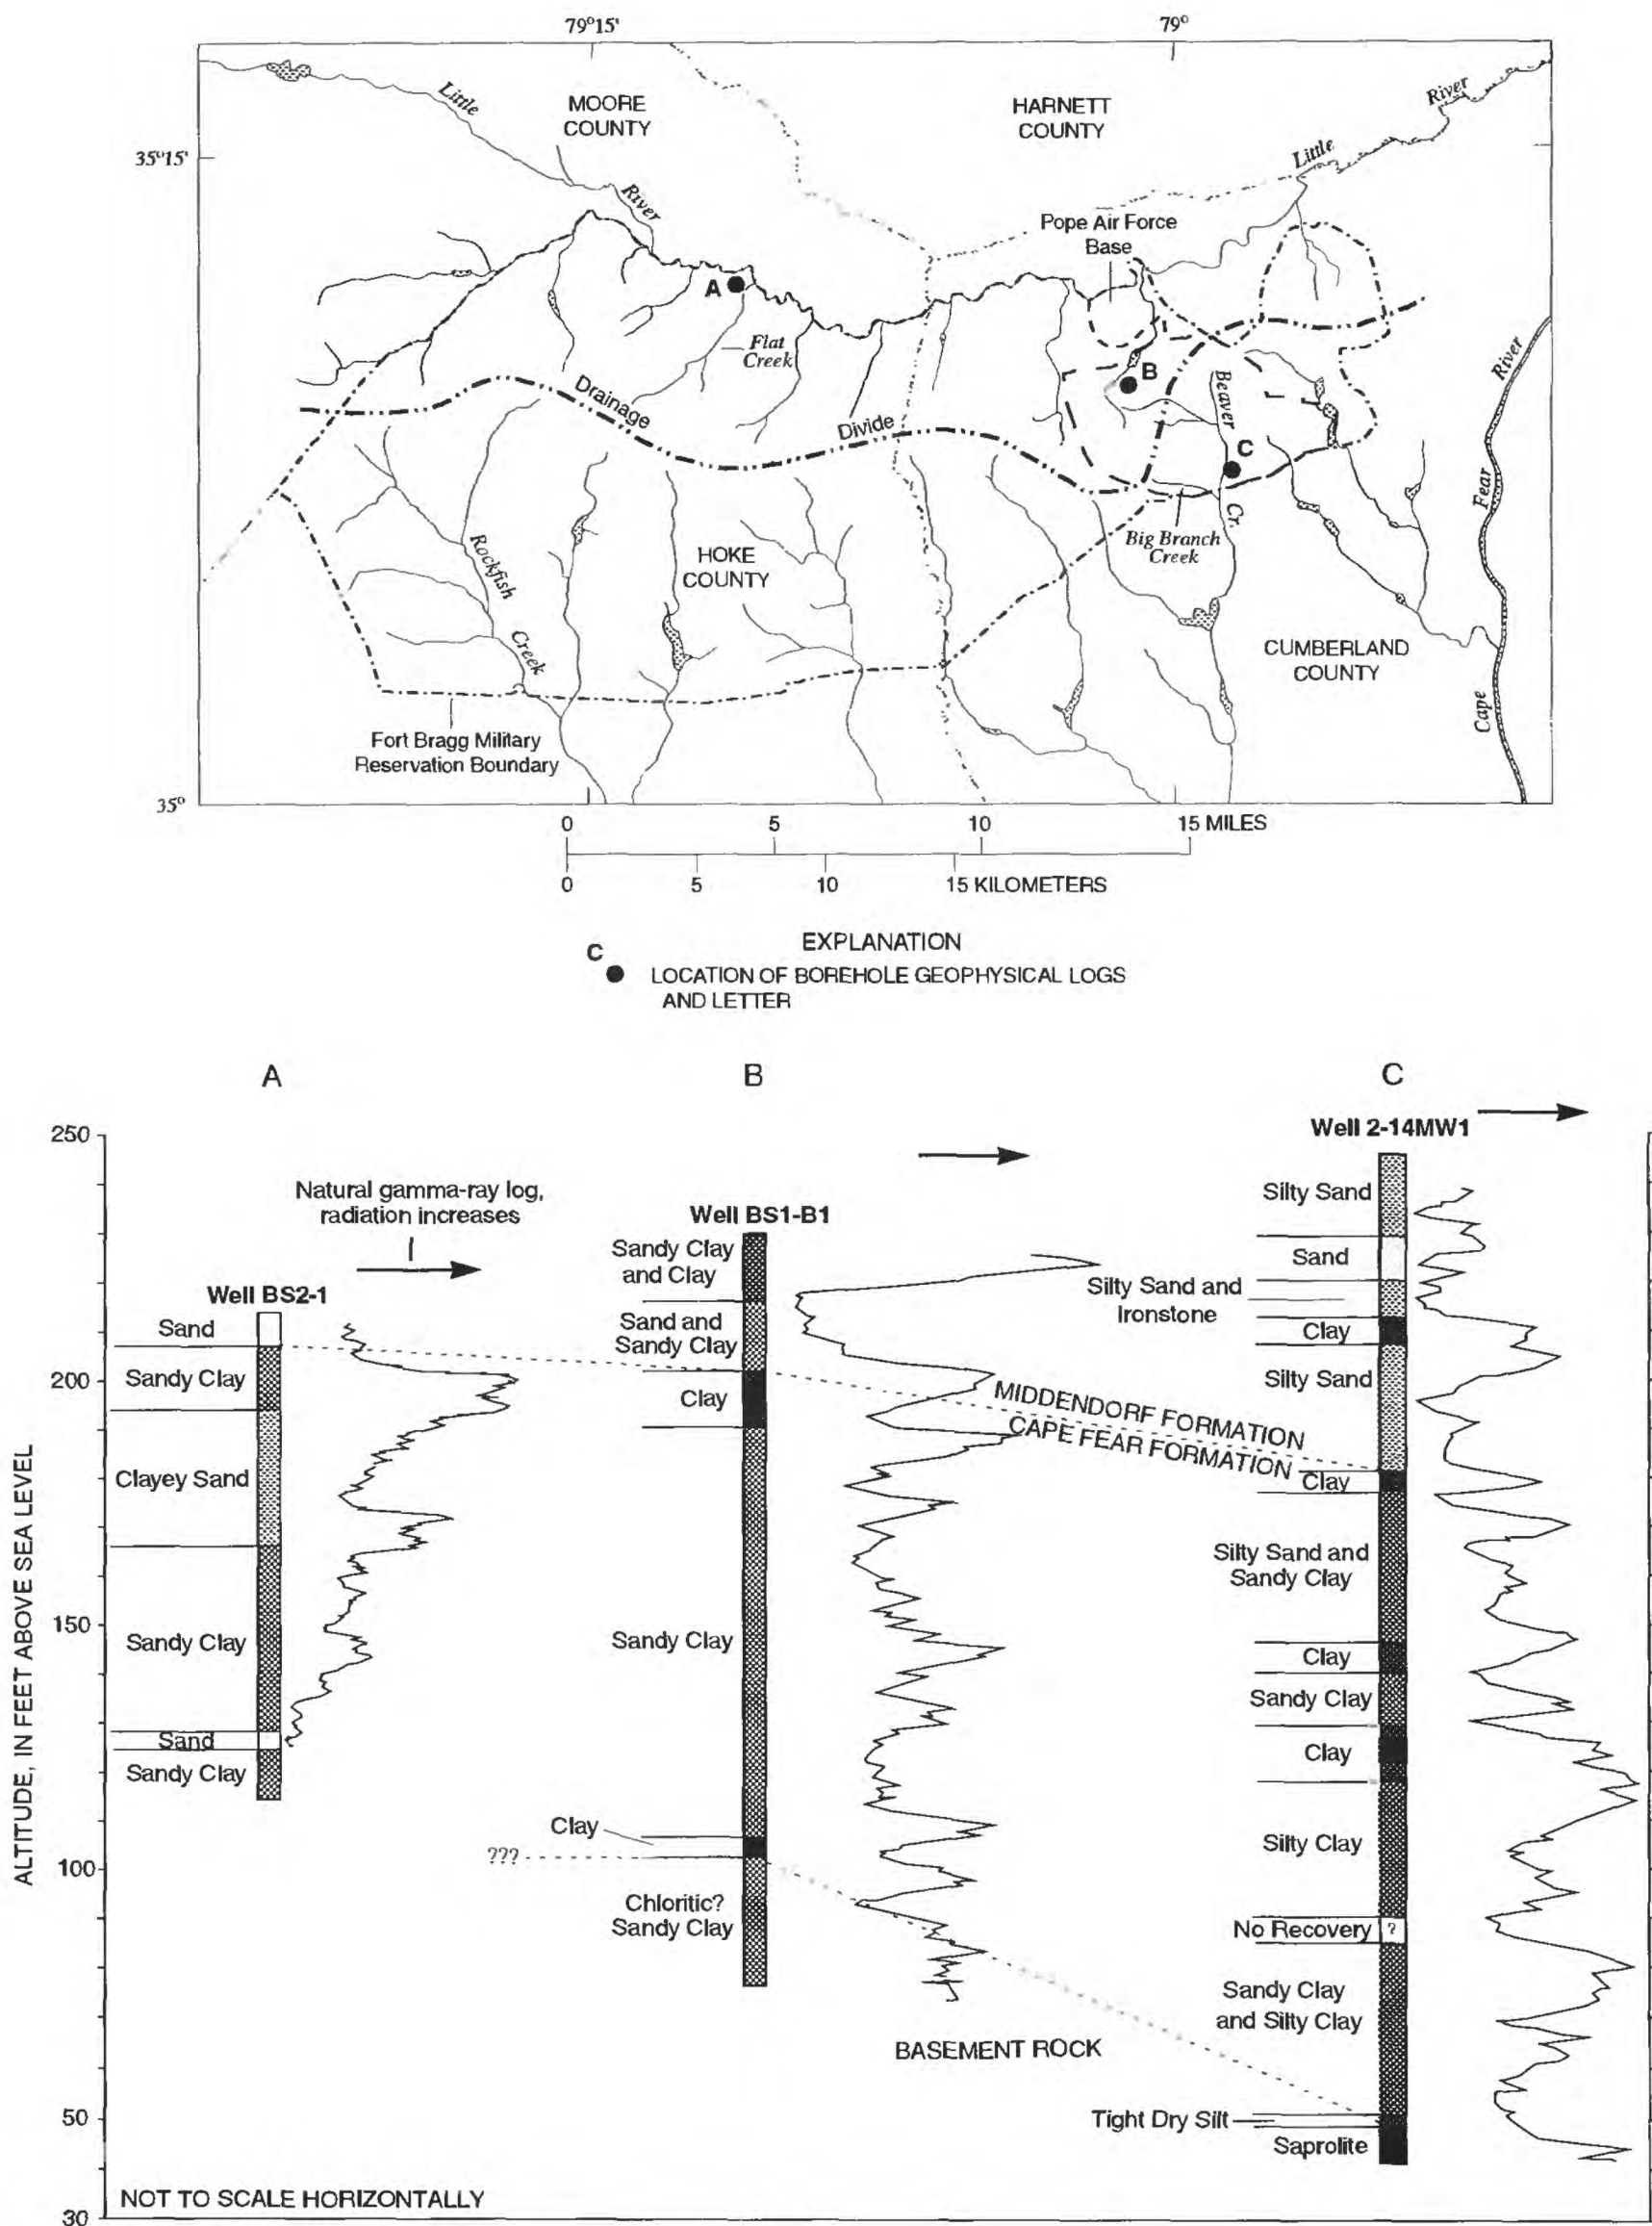 79°15'
79°
Little
MOORE
COUNTY
HARNETT
COUNTY
River
35°15'
Little
River
Pope Air Force
Base
A
Flat
Creek
B
Beaver
River
Drainage
Divide
C
Fear
Cr.
Rockfish
HOKE
COUNTY
Big Branch
Creek
Creek
CUMBERLAND
COUNTY
Cape
Fort Bragg Military
Reservation Boundary
35°
0 5 10 15 MILES
0 5 10 15 KILOMETERS
EXPLANATION
C
LOCATION OF BOREHOLE GEOPHYSICAL LOGS
AND LETTER
A B C
ALTITUDE, IN FEET ABOVE SEA LEVEL
250
200
150
100
50
30
Natural gamma-ray log,
radiation increases
Well BS2-1
Sand
Sandy Clay
Clayey Sand
Sandy Clay
Sand
Sandy Clay
Well BS1-B1
Sandy Clay
and Clay
Sand and
Sandy Clay
Clay
Sandy Clay
Clay
???
Chloritic?
Sandy Clay
MIDDENDORF FORMATION
CAPE FEAR FORMATION
BASEMENT ROCK
Well 2-14MW1
Silty Sand
Sand
Silty Sand and
Ironstone
Clay
Silty Sand
Clay
Silty Sand and
Sandy Clay
Clay
Sandy Clay
Clay
Silty Clay
No Recovery ?
Sandy Clay
and Silty Clay
Tight Dry Silt
Saprolite
NOT TO SCALE HORIZONTALLY